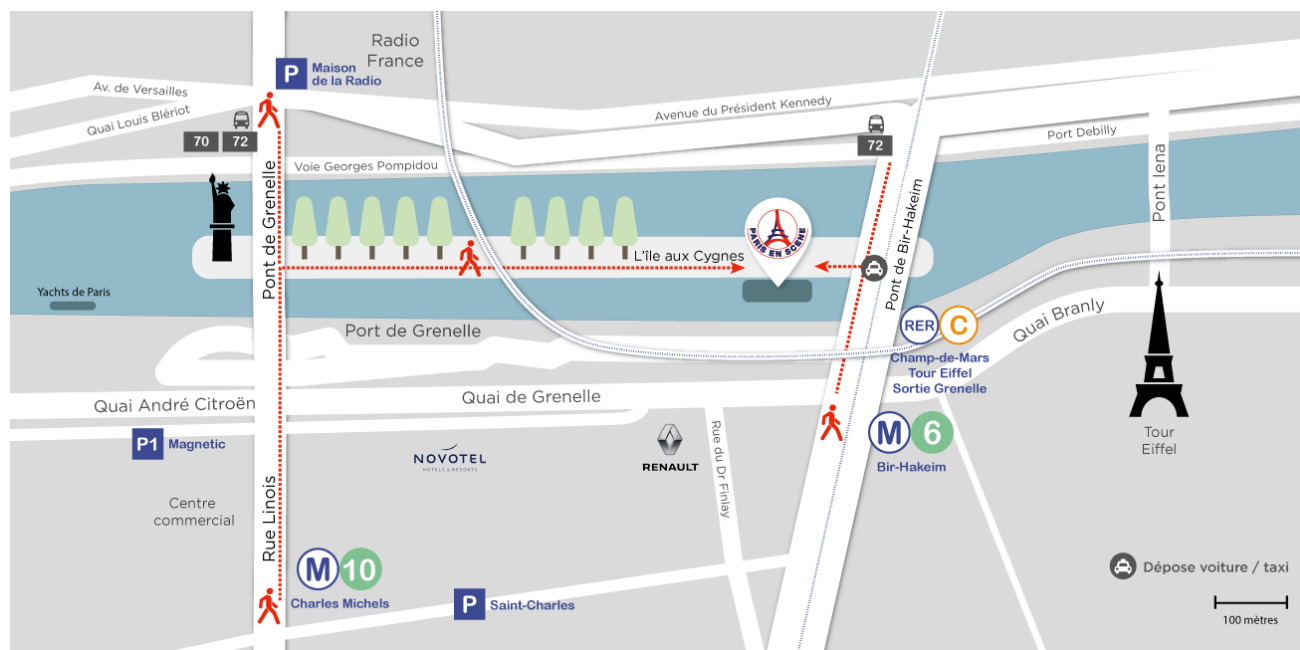 Radio
France
P
Maison
de la Radio
Av. de Versailles
Quai Louis Blériot
70
72
Avenue du Président Kennedy
72
Port Debilly
Voie Georges Pompidou
Pont de Grenelle
Pont de Bir-Hakeim
Pont Iena
PARIS EN SCENE
L'île aux Cygnes
Yachts de Paris
Port de Grenelle
RER
C
Champ-de-Mars
Tour Eiffel
Sortie Grenelle
Quai Branly
Quai André Citroën
Quai de Grenelle
P1
Magnetic
NOVOTEL
HOTELS & RESORTS
RENAULT
Rue du Dr Finlay
M
6
Bir-Hakeim
Tour
Eiffel
Centre
commercial
Rue Linois
M
10
Charles Michels
P
Saint-Charles
Dépose voiture / taxi
100 mètres